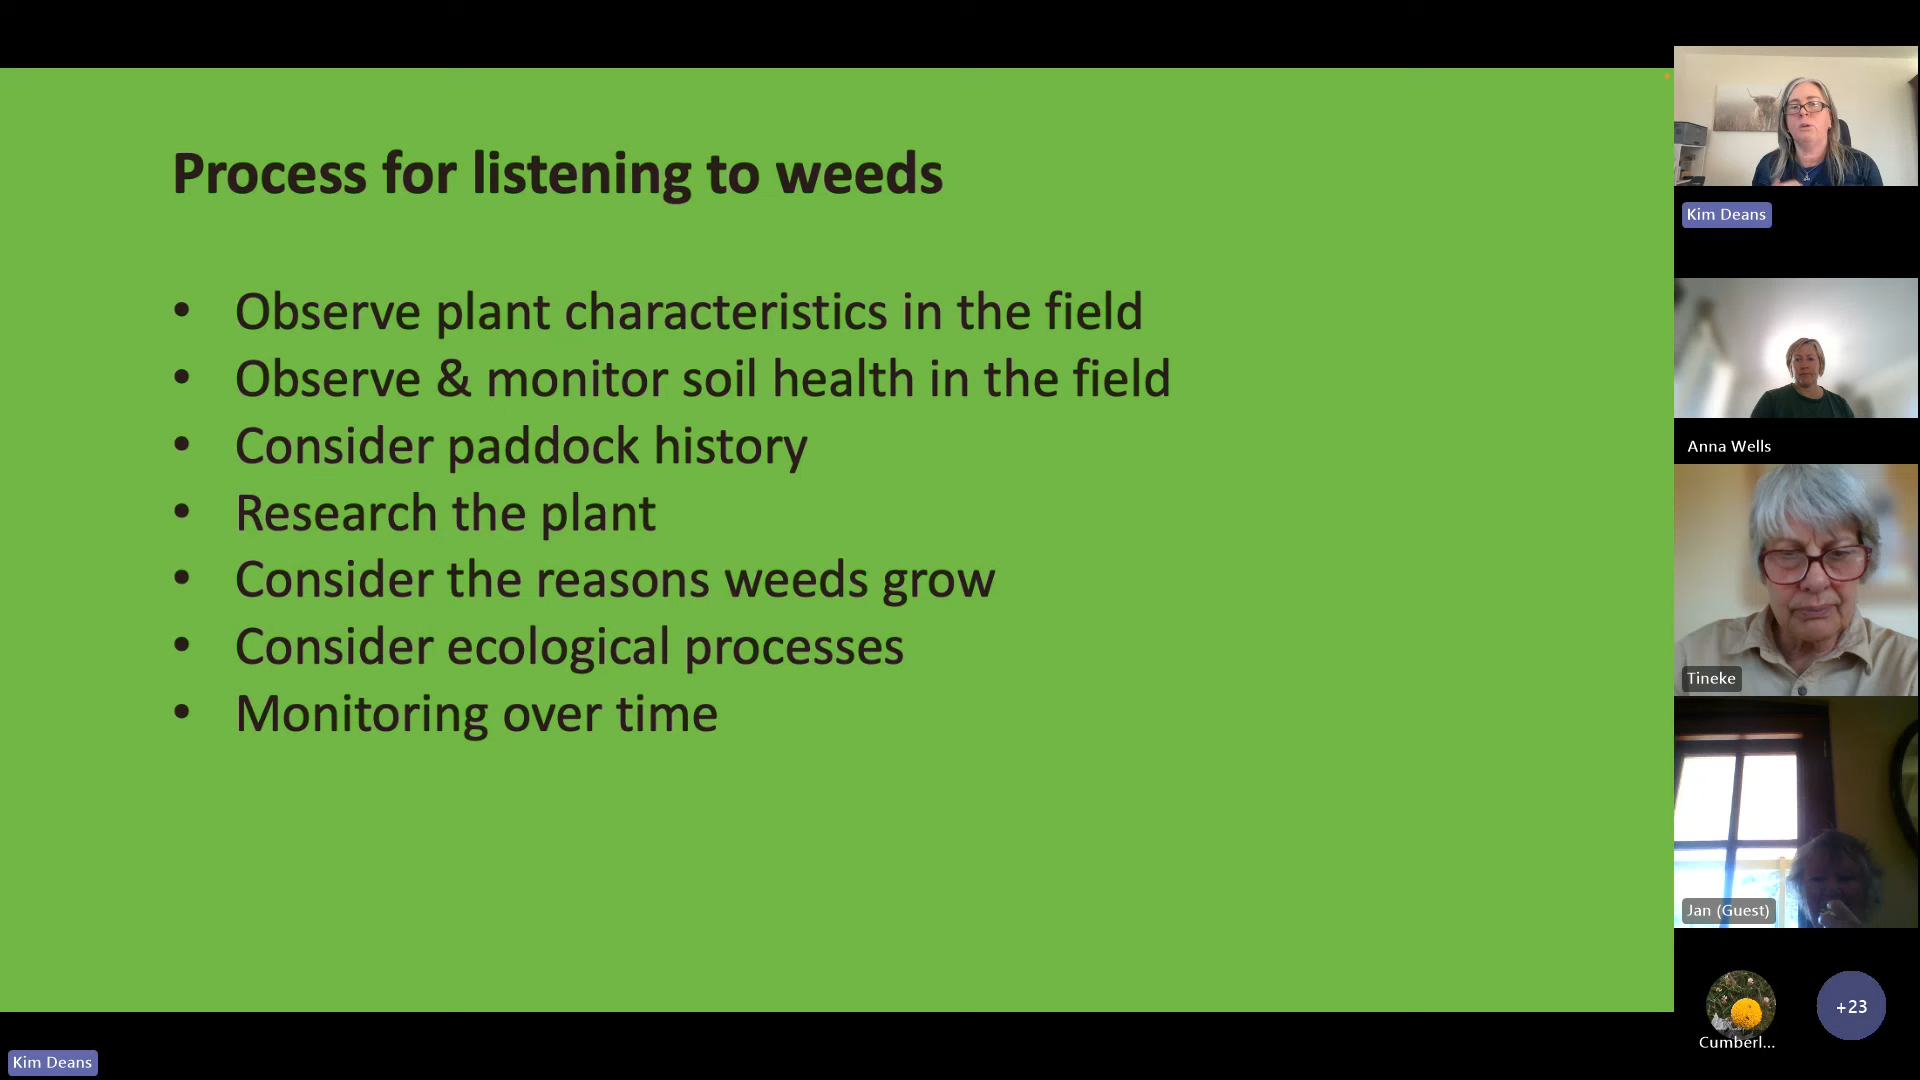 Process for listening to weeds
• Observe plant characteristics in the field
• Observe & monitor soil health in the field
• Consider paddock history
• Research the plant
• Consider the reasons weeds grow
• Consider ecological processes
• Monitoring over time
Kim Deans
Anna Wells
Tineke
Jan (Guest)
Cumberl...
+23
Kim Deans